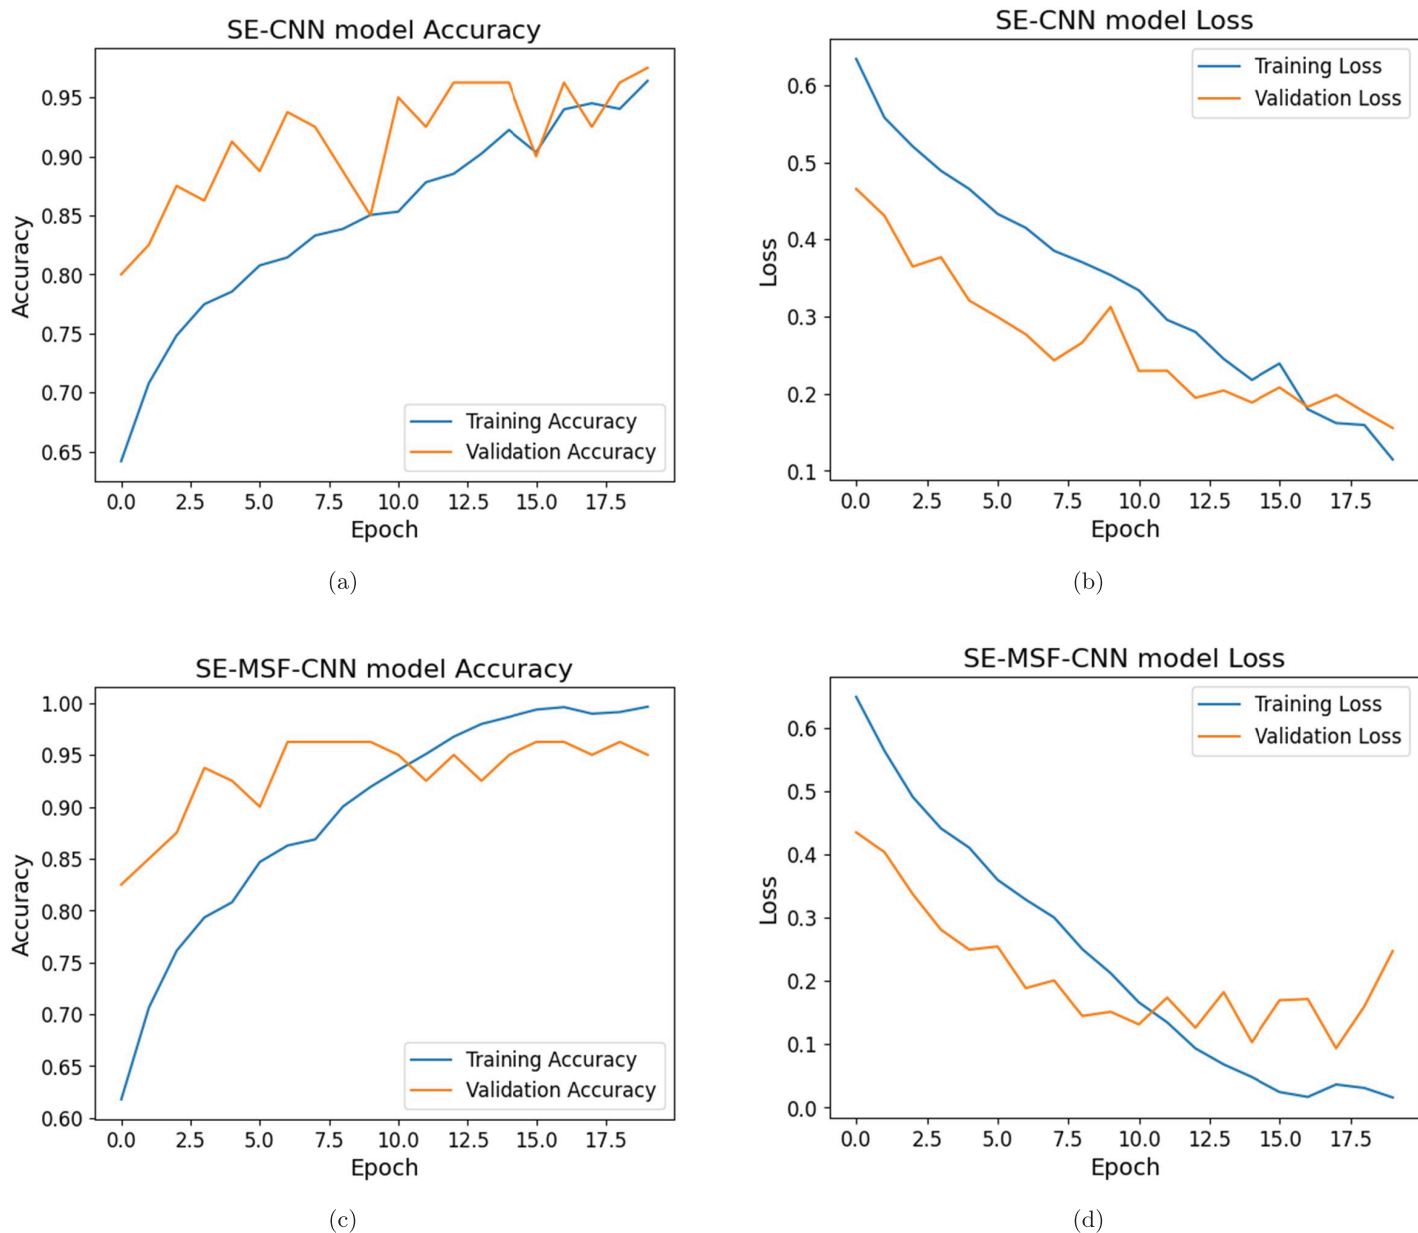 SE-CNN model Accuracy
0.95
0.90
0.85
0.80
0.75
0.70
0.65
Accuracy
Training Accuracy
Validation Accuracy
0.0 2.5 5.0 7.5 10.0 12.5 15.0 17.5
Epoch
(a)
SE-CNN model Loss
0.6
0.5
0.4
0.3
0.2
0.1
Loss
Training Loss
Validation Loss
0.0 2.5 5.0 7.5 10.0 12.5 15.0 17.5
Epoch
(b)
SE-MSF-CNN model Accuracy
1.00
0.95
0.90
0.85
0.80
0.75
0.70
0.65
0.60
Accuracy
Training Accuracy
Validation Accuracy
0.0 2.5 5.0 7.5 10.0 12.5 15.0 17.5
Epoch
(c)
SE-MSF-CNN model Loss
0.6
0.5
0.4
0.3
0.2
0.1
0.0
Loss
Training Loss
Validation Loss
0.0 2.5 5.0 7.5 10.0 12.5 15.0 17.5
Epoch
(d)